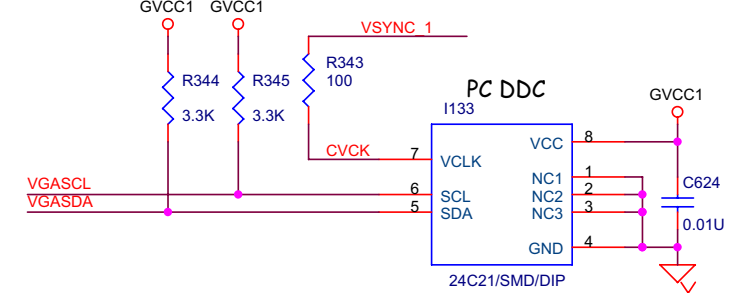 GVCC1 GVCC1
VSYNC_1
R344 R345 R343
100
3.3K 3.3K
PC DDC
I133
GVCC1
CVCK 7 VCLK VCC 8
VGASCL 6 SCL NC1 1
VGASDA 5 SDA NC2 2
NC3 3
GND 4
C624
0.01U
24C21/SMD/DIP